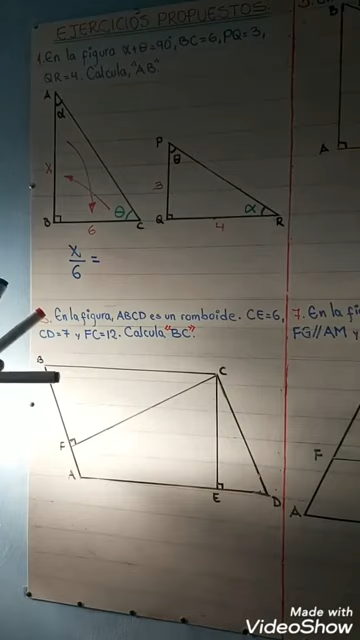 EJERCICIOS PROPUESTOS
1. En la figura x+θ=90°, BC=6, PQ=3,
QR=4. Calcula, "AB".
A
α
x
B
6
θ
C
P
θ
3
Q
4
α
R
x/6 =
En la figura, ABCD es un romboide. CE=6,
CD=7 y FC=12. Calcula "BC".
B
C
F
A
E
D
B
A
7. En la
FG//AM y
F
A
Made with
VideoShow